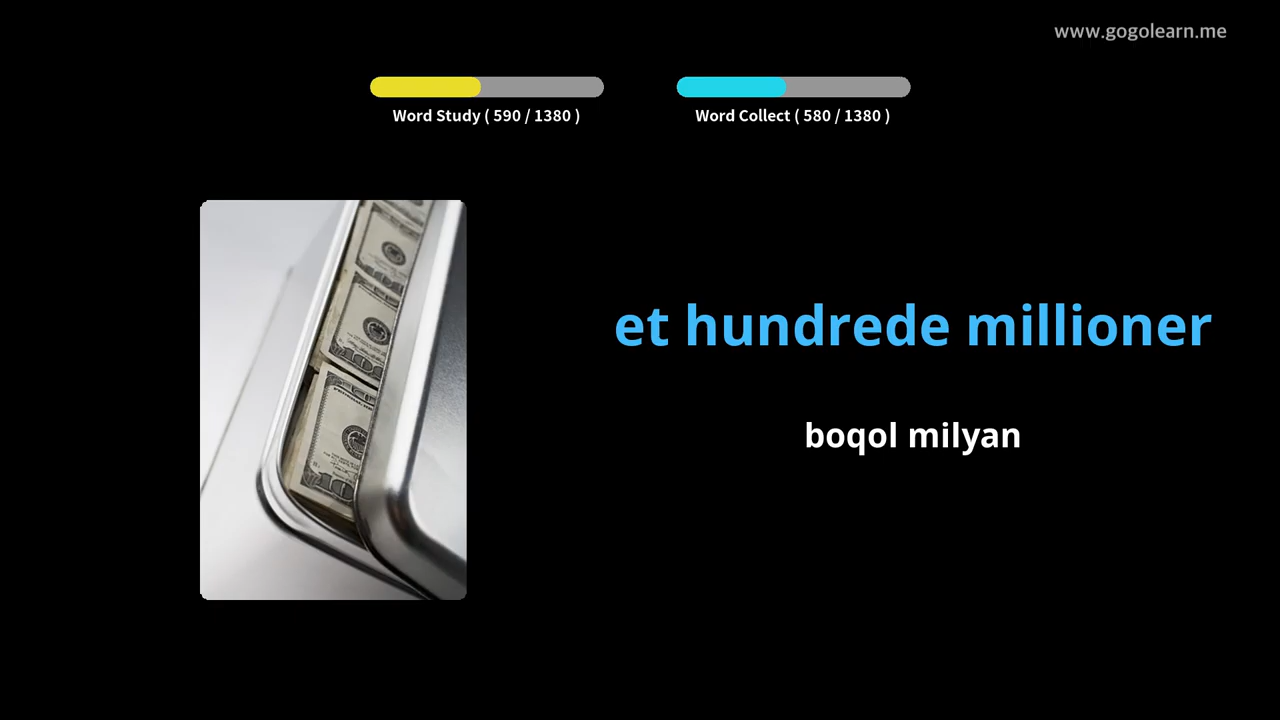 www.gogolearn.me
Word Study ( 590 / 1380 )
Word Collect ( 580 / 1380 )
et hundrede millioner
boqol milyan